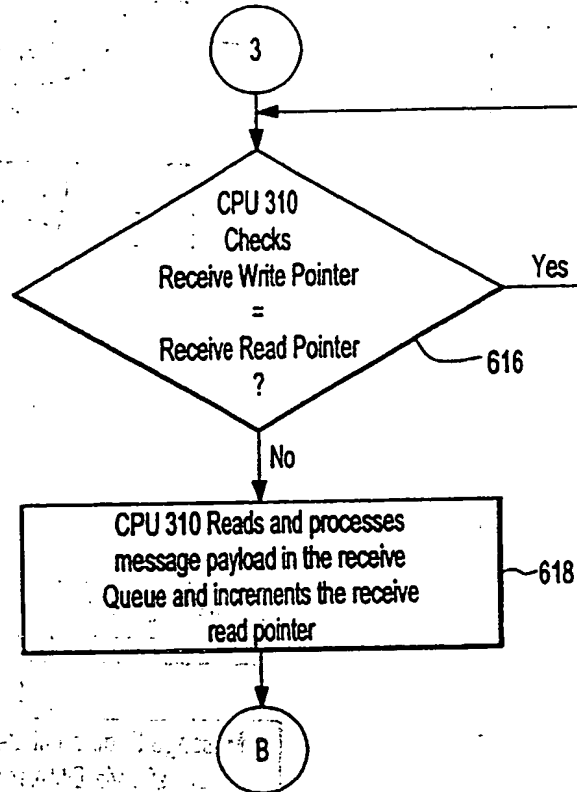 3
CPU 310
Checks
Receive Write Pointer
=
Receive Read Pointer
?
Yes
616
No
CPU 310 Reads and processes
message payload in the receive
Queue and increments the receive
read pointer
618
B